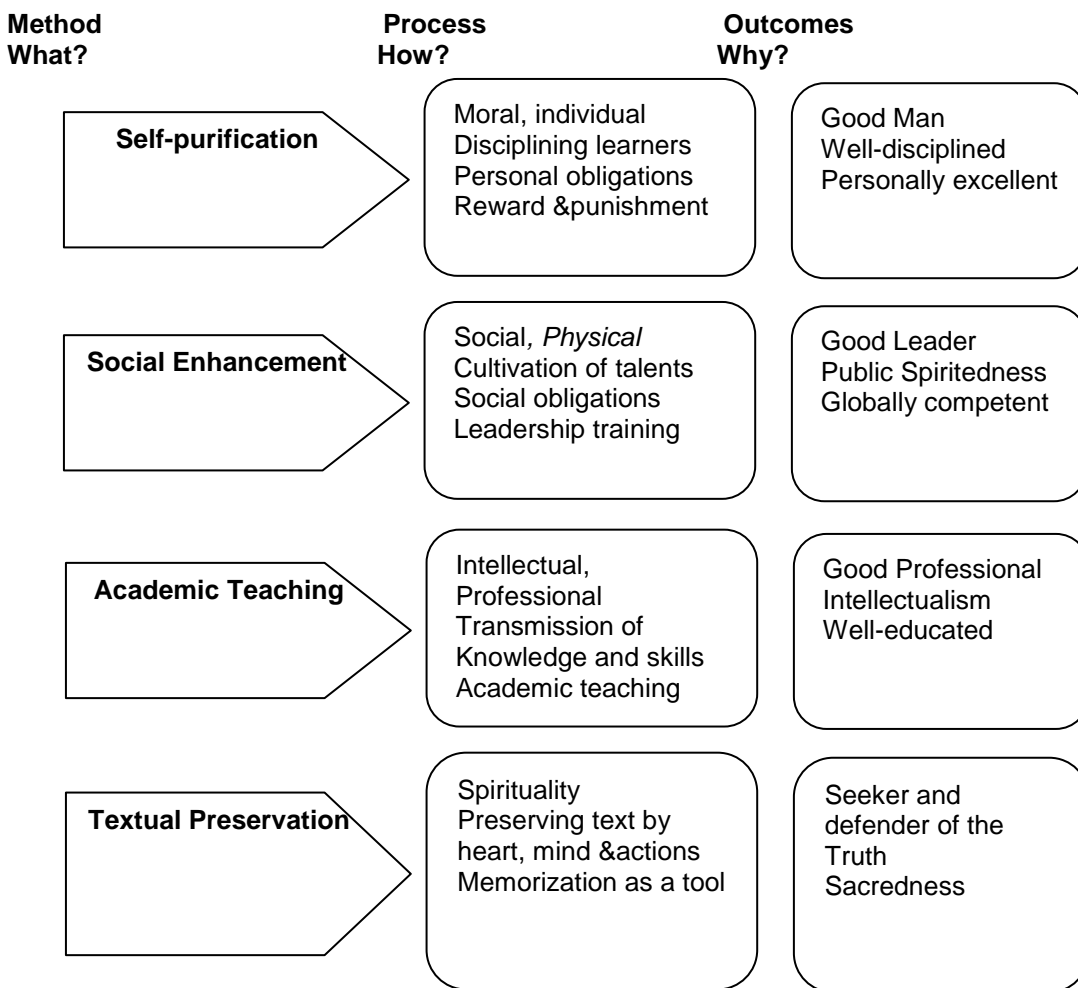 Method Process Outcomes
What? How? Why?
Self-purification
Moral, individual
Disciplining learners
Personal obligations
Reward &punishment
Good Man
Well-disciplined
Personally excellent
Social Enhancement
Social, Physical
Cultivation of talents
Social obligations
Leadership training
Good Leader
Public Spiritedness
Globally competent
Academic Teaching
Intellectual,
Professional
Transmission of
Knowledge and skills
Academic teaching
Good Professional
Intellectualism
Well-educated
Textual Preservation
Spirituality
Preserving text by
heart, mind &actions
Memorization as a tool
Seeker and
defender of the
Truth
Sacredness